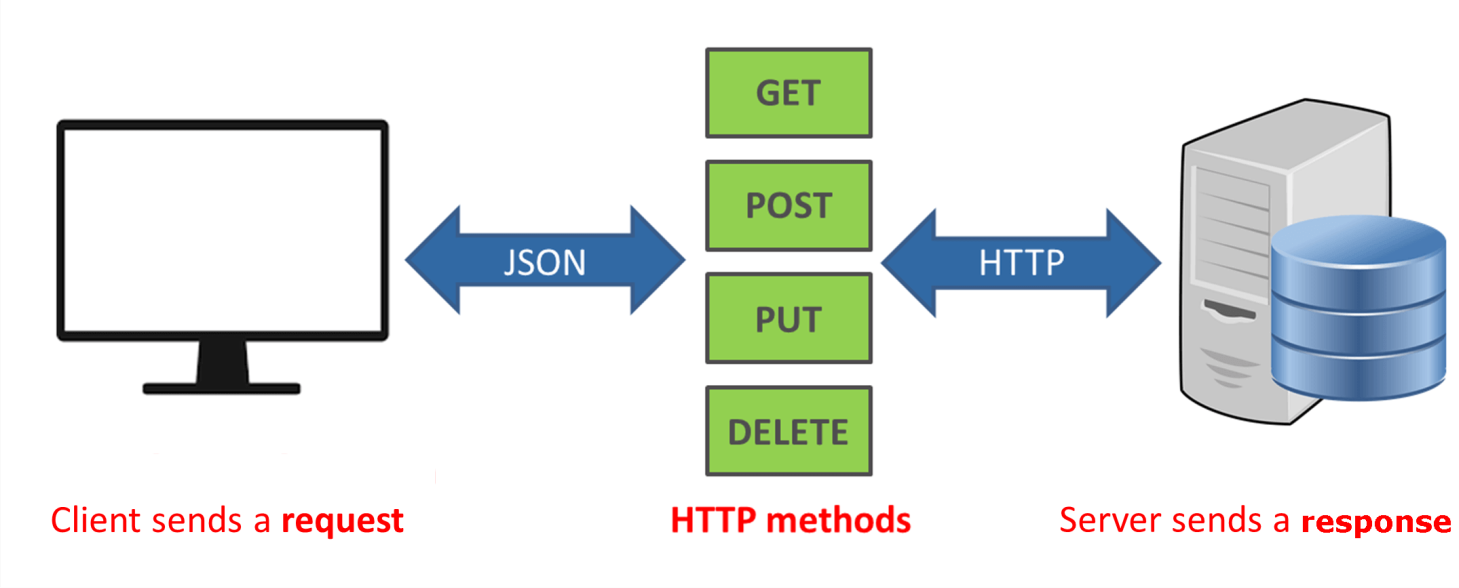 GET
POST
JSON
HTTP
PUT
DELETE
Client sends a request
HTTP methods
Server sends a response